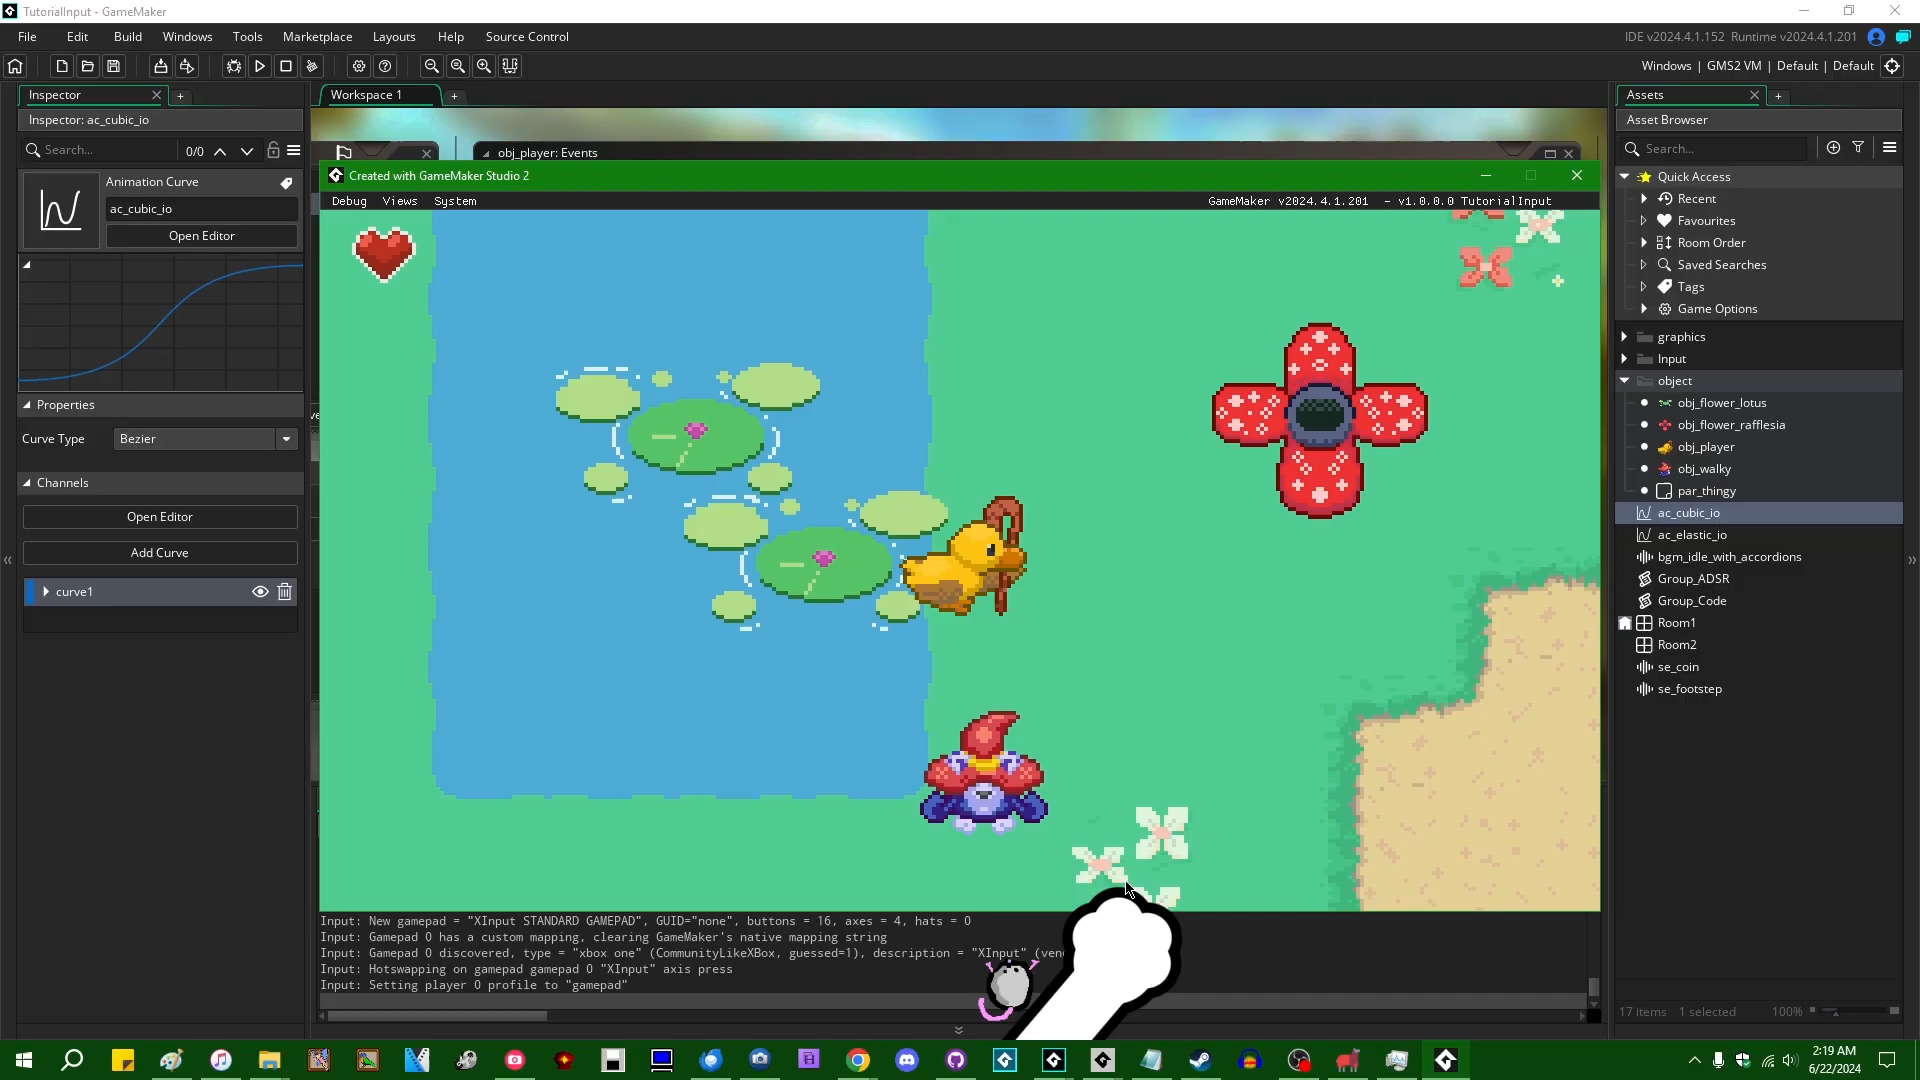 TutorialInput - GameMaker
File Edit Build Windows Tools Marketplace Layouts Help Source Control
IDE v2024.4.1.152 Runtime v2024.4.1.201
Windows | GMS2 VM | Default | Default
Inspector
Workspace 1
Assets
Inspector: ac_cubic_io
Asset Browser
Search... 0/0
obj_player: Events
Search...
Created with GameMaker Studio 2
Debug Views System
GameMaker v2024.4.1.201 - v1.0.0.0 TutorialInput
Animation Curve
ac_cubic_io
Open Editor
Properties
Curve Type Bezier
Channels
Open Editor
Add Curve
curve1
Quick Access
Recent
Favourites
Room Order
Saved Searches
Tags
Game Options
graphics
Input
object
obj_flower_lotus
obj_flower_rafflesia
obj_player
obj_walky
par_thingy
ac_cubic_io
ac_elastic_io
bgm_idle_with_accordions
Group_ADSR
Group_Code
Room1
Room2
se_coin
se_footstep
17 items 1 selected 100%
Input: New gamepad = "XInput STANDARD GAMEPAD", GUID="none", buttons = 16, axes = 4, hats = 0
Input: Gamepad 0 has a custom mapping, clearing GameMaker's native mapping string
Input: Gamepad 0 discovered, type = "xbox one" (CommunityLikeXBox, guessed=1), description = "XInput" (ven
Input: Hotswapping on gamepad gamepad 0 "XInput" axis press
Input: Setting player 0 profile to "gamepad"
2:19 AM
6/22/2024